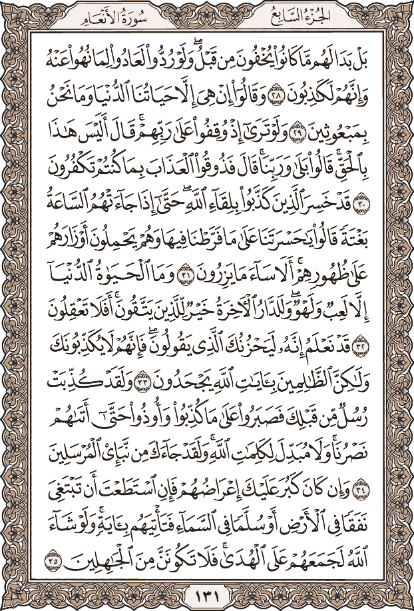 الجزء السابع
سورة الأنعام
بَلْ بَدَا لَهُم مَّا كَانُوا۟ يُخْفُونَ مِن قَبْلُ ۖ وَلَوْ رُدُّوا۟ لَعَادُوا۟ لِمَا نُهُوا۟ عَنْهُ
وَإِنَّهُمْ لَكَـٰذِبُونَ ٢٨ وَقَالُوٓا۟ إِنْ هِىَ إِلَّا حَيَاتُنَا ٱلدُّنْيَا وَمَا نَحْنُ
بِمَبْعُوثِينَ ٢٩ وَلَوْ تَرَىٰٓ إِذْ وُقِفُوا۟ عَلَىٰ رَبِّهِمْ ۚ قَالَ أَلَيْسَ هَـٰذَا
بِٱلْحَقِّ ۚ قَالُوا۟ بَلَىٰ وَرَبِّنَا ۚ قَالَ فَذُوقُوا۟ ٱلْعَذَابَ بِمَا كُنتُمْ تَكْفُرُونَ
٣٠ قَدْ خَسِرَ ٱلَّذِينَ كَذَّبُوا۟ بِلِقَآءِ ٱللَّهِ ۖ حَتَّىٰٓ إِذَا جَآءَتْهُمُ ٱلسَّاعَةُ
بَغْتَةً قَالُوا۟ يَـٰحَسْرَتَنَا عَلَىٰ مَا فَرَّطْنَا فِيهَا وَهُمْ يَحْمِلُونَ أَوْزَارَهُمْ
عَلَىٰ ظُهُورِهِمْ ۚ أَلَا سَآءَ مَا يَزِرُونَ ٣١ وَمَا ٱلْحَيَوٰةُ ٱلدُّنْيَآ
إِلَّا لَعِبٌ وَلَهْوٌ ۖ وَلَلدَّارُ ٱلْـَٔاخِرَةُ خَيْرٌ لِّلَّذِينَ يَتَّقُونَ ۗ أَفَلَا تَعْقِلُونَ
٣٢ قَدْ نَعْلَمُ إِنَّهُۥ لَيَحْزُنُكَ ٱلَّذِى يَقُولُونَ ۖ فَإِنَّهُمْ لَا يُكَذِّبُونَكَ
وَلَـٰكِنَّ ٱلظَّـٰلِمِينَ بِـَٔايَـٰتِ ٱللَّهِ يَجْحَدُونَ ٣٣ وَلَقَدْ كُذِّبَتْ
رُسُلٌ مِّن قَبْلِكَ فَصَبَرُوا۟ عَلَىٰ مَا كُذِّبُوا۟ وَأُوذُوا۟ حَتَّىٰٓ أَتَىٰهُمْ
نَصْرُنَا ۚ وَلَا مُبَدِّلَ لِكَلِمَـٰتِ ٱللَّهِ ۚ وَلَقَدْ جَآءَكَ مِن نَّبَإِى۟ ٱلْمُرْسَلِينَ
٣٤ وَإِن كَانَ كَبُرَ عَلَيْكَ إِعْرَاضُهُمْ فَإِنِ ٱسْتَطَعْتَ أَن تَبْتَغِىَ
نَفَقًا فِى ٱلْأَرْضِ أَوْ سُلَّمًا فِى ٱلسَّمَآءِ فَتَأْتِيَهُم بِـَٔايَةٍ ۚ وَلَوْ شَآءَ
ٱللَّهُ لَجَمَعَهُمْ عَلَى ٱلْهُدَىٰ ۚ فَلَا تَكُونَنَّ مِنَ ٱلْجَـٰهِلِينَ ٣٥
١٣١